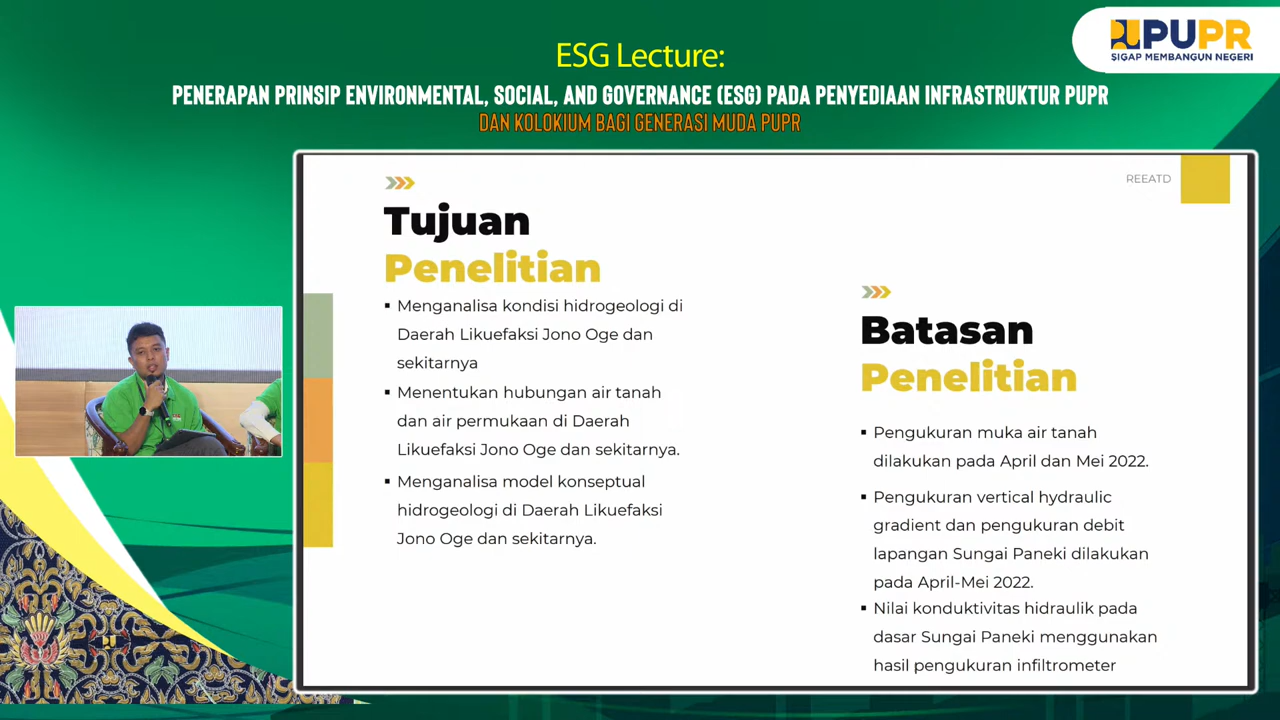 PUPR
SIGAP MEMBANGUN NEGERI
ESG Lecture:
PENERAPAN PRINSIP ENVIRONMENTAL, SOCIAL, AND GOVERNANCE (ESG) PADA PENYEDIAAN INFRASTRUKTUR PUPR
DAN KOLOKIUM BAGI GENERASI MUDA PUPR
REEATD
Tujuan
Penelitian
▪ Menganalisa kondisi hidrogeologi di
Daerah Likuefaksi Jono Oge dan
sekitarnya
▪ Menentukan hubungan air tanah
dan air permukaan di Daerah
Likuefaksi Jono Oge dan sekitarnya.
▪ Menganalisa model konseptual
hidrogeologi di Daerah Likuefaksi
Jono Oge dan sekitarnya.
Batasan
Penelitian
▪ Pengukuran muka air tanah
dilakukan pada April dan Mei 2022.
▪ Pengukuran vertical hydraulic
gradient dan pengukuran debit
lapangan Sungai Paneki dilakukan
pada April-Mei 2022.
▪ Nilai konduktivitas hidraulik pada
dasar Sungai Paneki menggunakan
hasil pengukuran infiltrometer